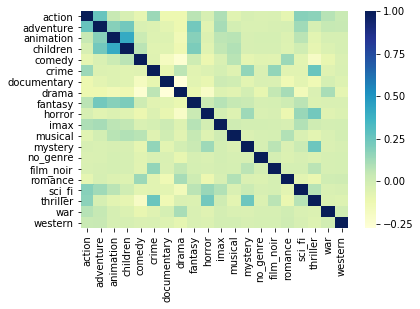 action
adventure
animation
children
comedy
crime
documentary
drama
fantasy
horror
imax
musical
mystery
no_genre
film_noir
romance
sci_fi
thriller
war
western
action
adventure
animation
children
comedy
crime
documentary
drama
fantasy
horror
imax
musical
mystery
no_genre
film_noir
romance
sci_fi
thriller
war
western
1.00
0.75
0.50
0.25
0.00
−0.25